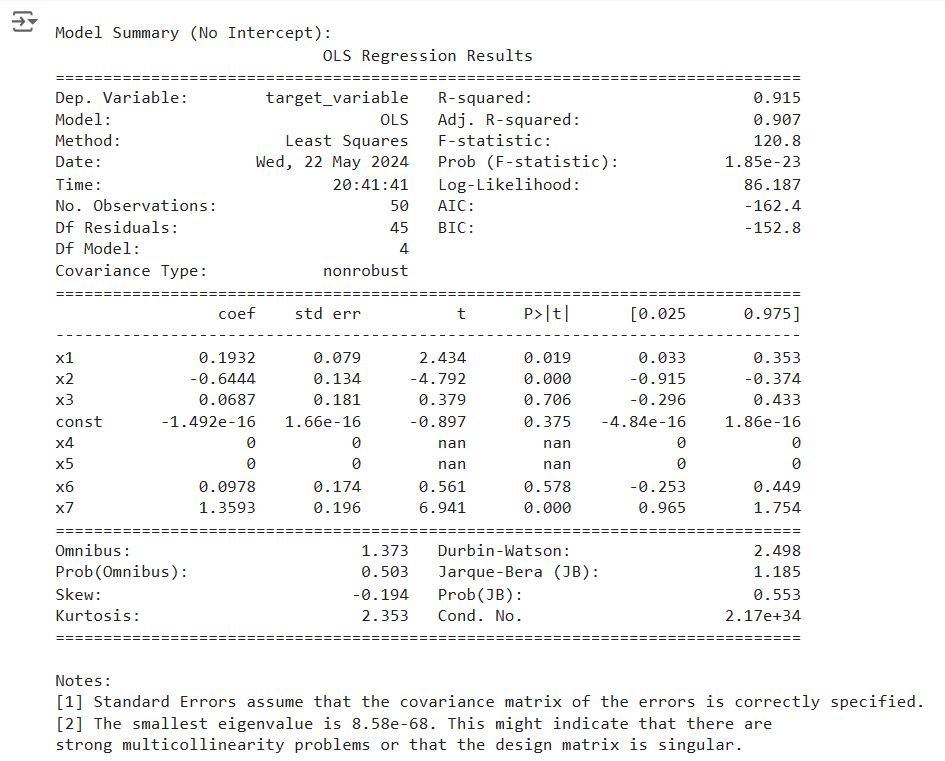 Model Summary (No Intercept):
                            OLS Regression Results
==============================================================================
Dep. Variable:        target_variable   R-squared:                       0.915
Model:                            OLS   Adj. R-squared:                  0.907
Method:                 Least Squares   F-statistic:                     120.8
Date:                Wed, 22 May 2024   Prob (F-statistic):           1.85e-23
Time:                        20:41:41   Log-Likelihood:                 86.187
No. Observations:                  50   AIC:                            -162.4
Df Residuals:                      45   BIC:                            -152.8
Df Model:                           4
Covariance Type:            nonrobust
==============================================================================
                 coef    std err          t      P>|t|      [0.025      0.975]
------------------------------------------------------------------------------
x1             0.1932      0.079      2.434      0.019       0.033       0.353
x2            -0.6444      0.134     -4.792      0.000      -0.915      -0.374
x3             0.0687      0.181      0.379      0.706      -0.296       0.433
const      -1.492e-16   1.66e-16     -0.897      0.375   -4.84e-16    1.86e-16
x4                  0          0        nan        nan           0           0
x5                  0          0        nan        nan           0           0
x6             0.0978      0.174      0.561      0.578      -0.253       0.449
x7             1.3593      0.196      6.941      0.000       0.965       1.754
==============================================================================
Omnibus:                        1.373   Durbin-Watson:                   2.498
Prob(Omnibus):                  0.503   Jarque-Bera (JB):                1.185
Skew:                          -0.194   Prob(JB):                        0.553
Kurtosis:                       2.353   Cond. No.                     2.17e+34
==============================================================================
Notes:
[1] Standard Errors assume that the covariance matrix of the errors is correctly specified.
[2] The smallest eigenvalue is 8.58e-68. This might indicate that there are
strong multicollinearity problems or that the design matrix is singular.